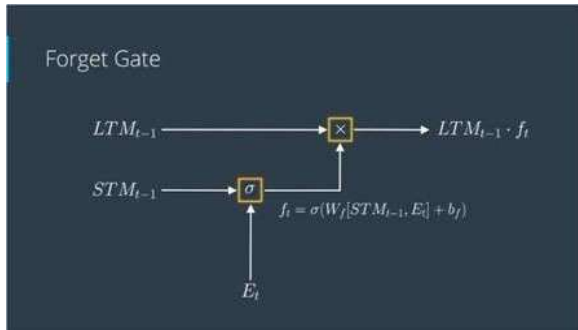 Forget Gate
LTM_{t-1} × LTM_{t-1} · f_t
STM_{t-1} σ
f_t = σ(W_f[STM_{t-1}, E_t] + b_f)
E_t